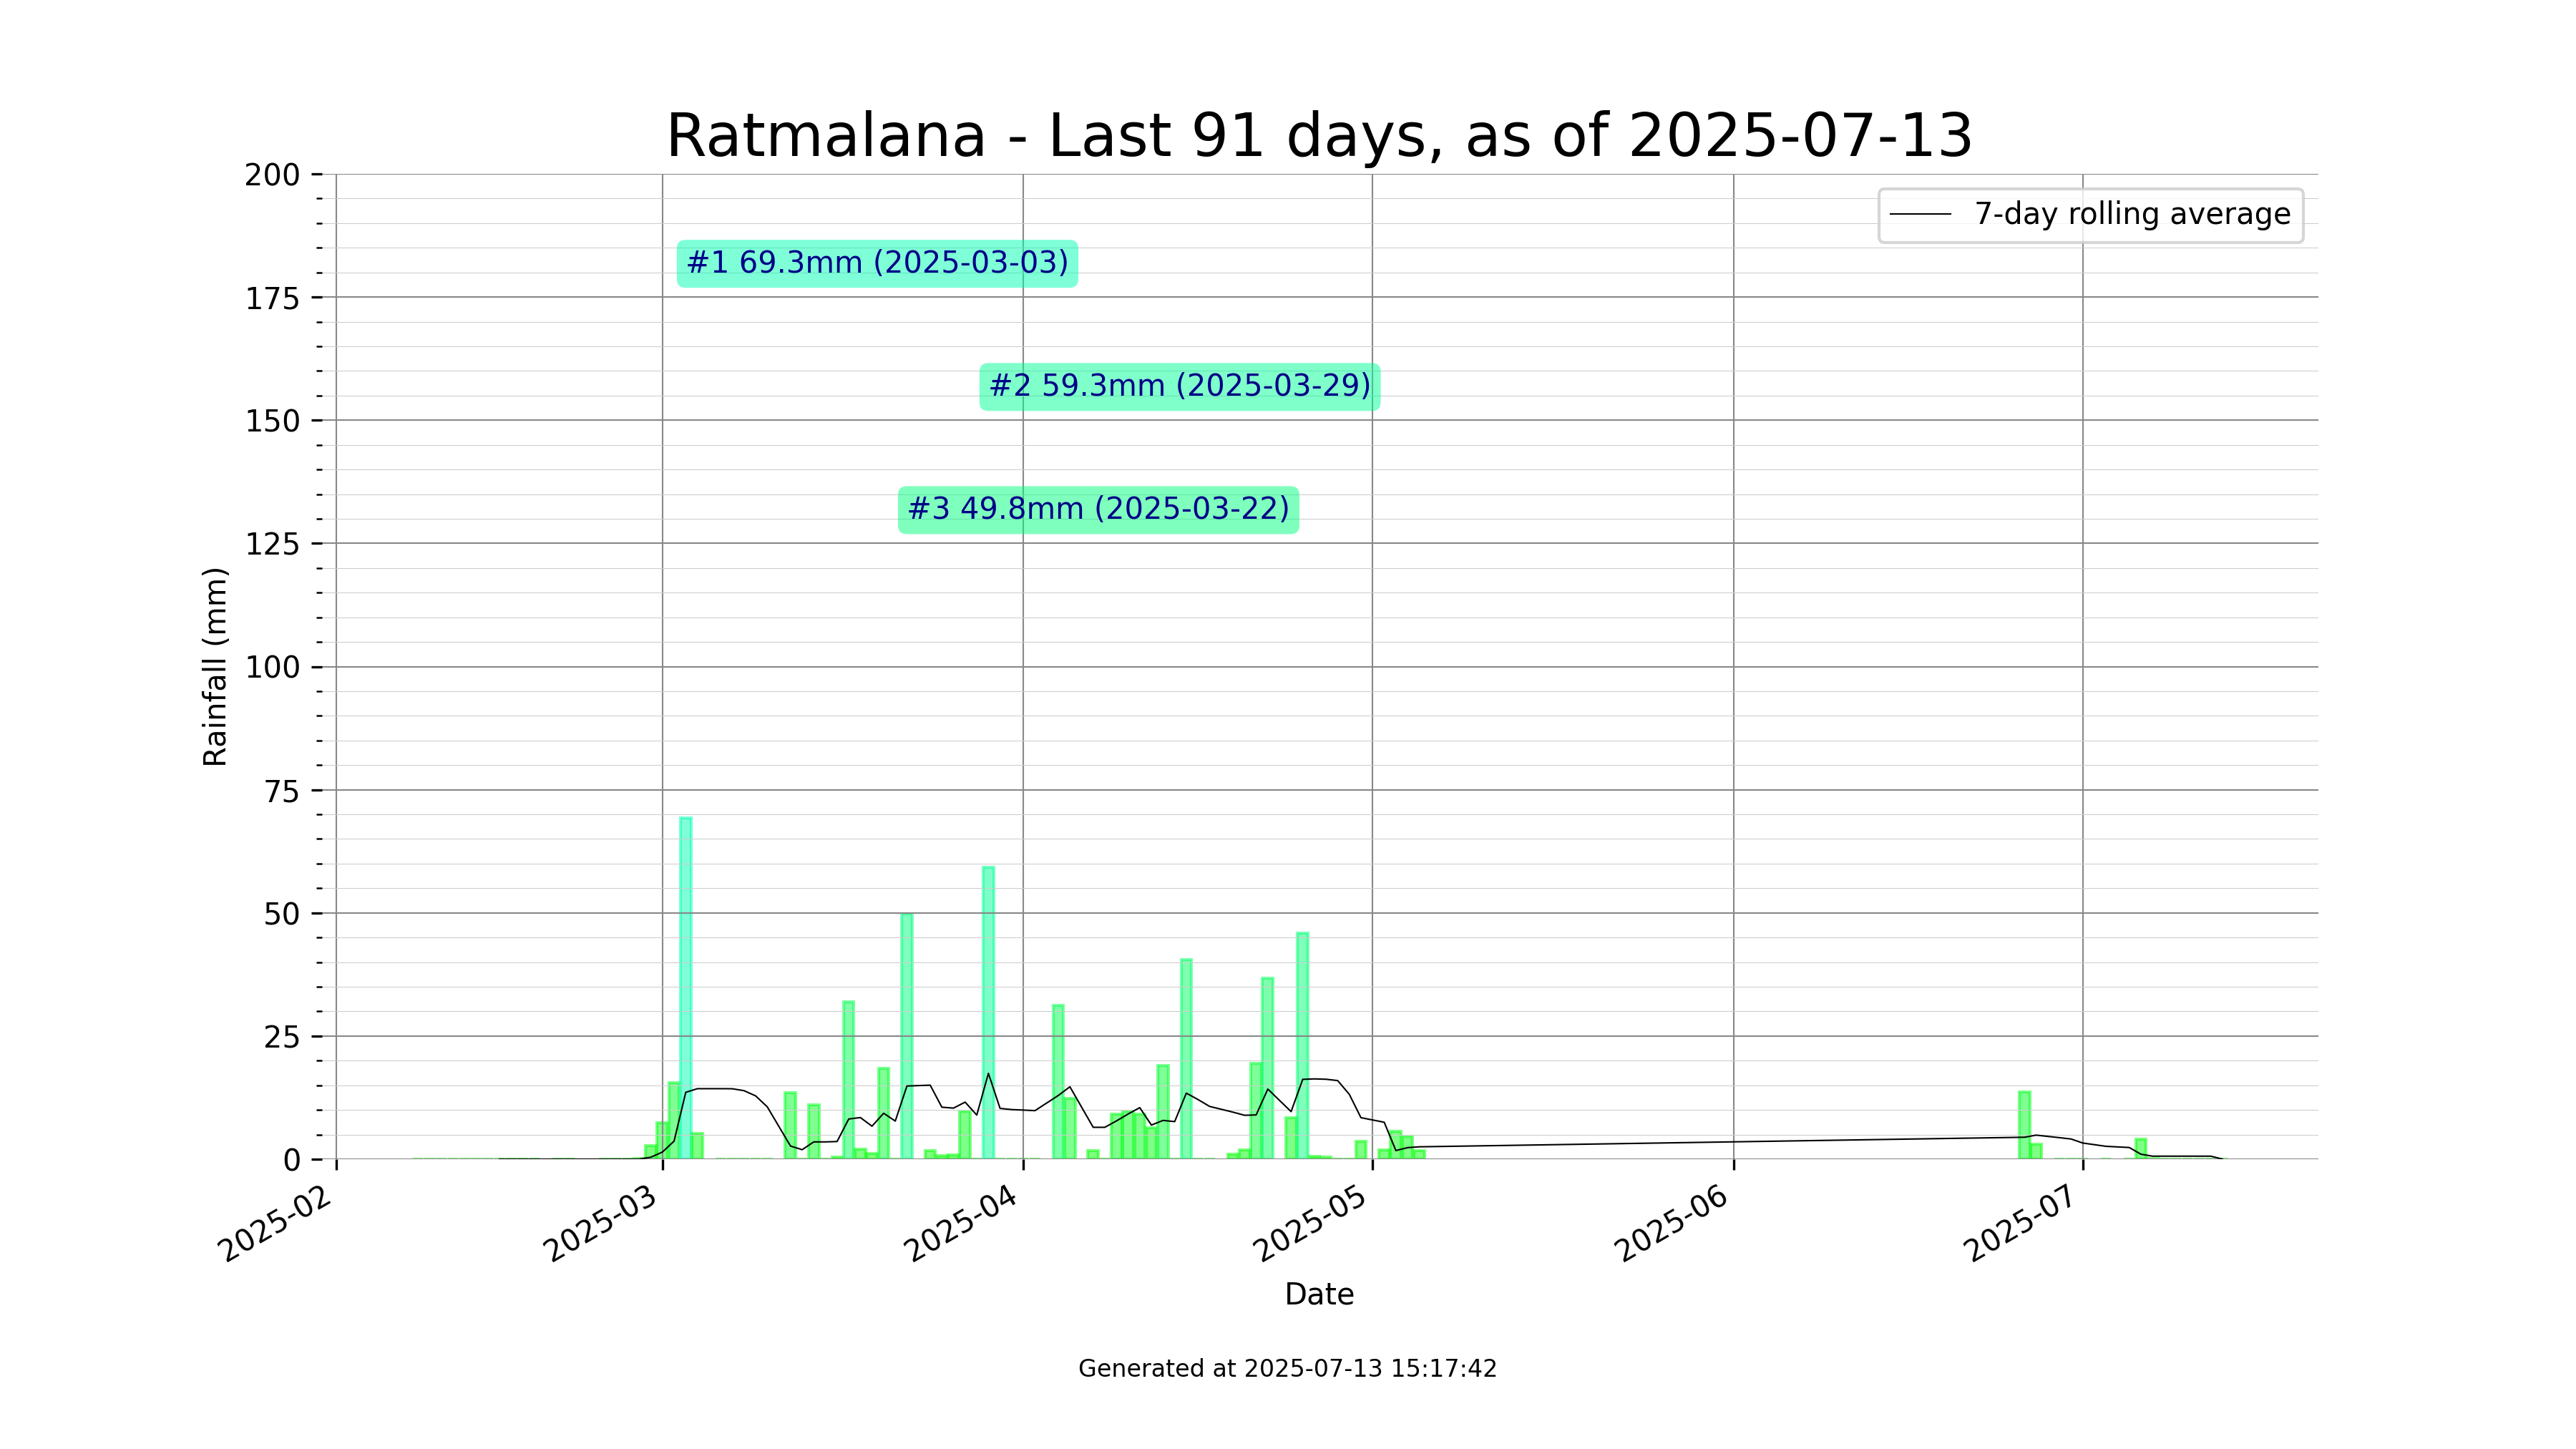 Ratmalana - Last 91 days, as of 2025-07-13
7-day rolling average
#1 69.3mm (2025-03-03)
#2 59.3mm (2025-03-29)
#3 49.8mm (2025-03-22)
Rainfall (mm)
200
175
150
125
100
75
50
25
0
2025-02
2025-03
2025-04
2025-05
2025-06
2025-07
Date
Generated at 2025-07-13 15:17:42